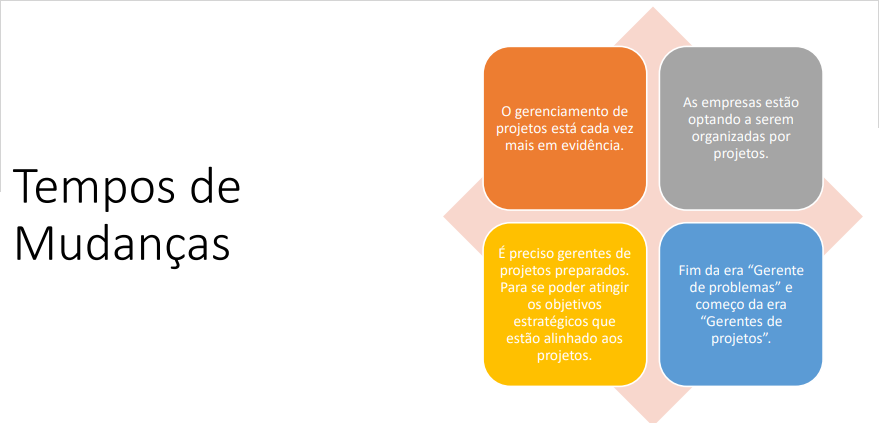 Tempos de
Mudanças
O gerenciamento de
projetos está cada vez
mais em evidência.
As empresas estão
optando a serem
organizadas por
projetos.
É preciso gerentes de
projetos preparados.
Para se poder atingir
os objetivos
estratégicos que
estão alinhado aos
projetos.
Fim da era “Gerente
de problemas” e
começo da era
“Gerentes de
projetos”.